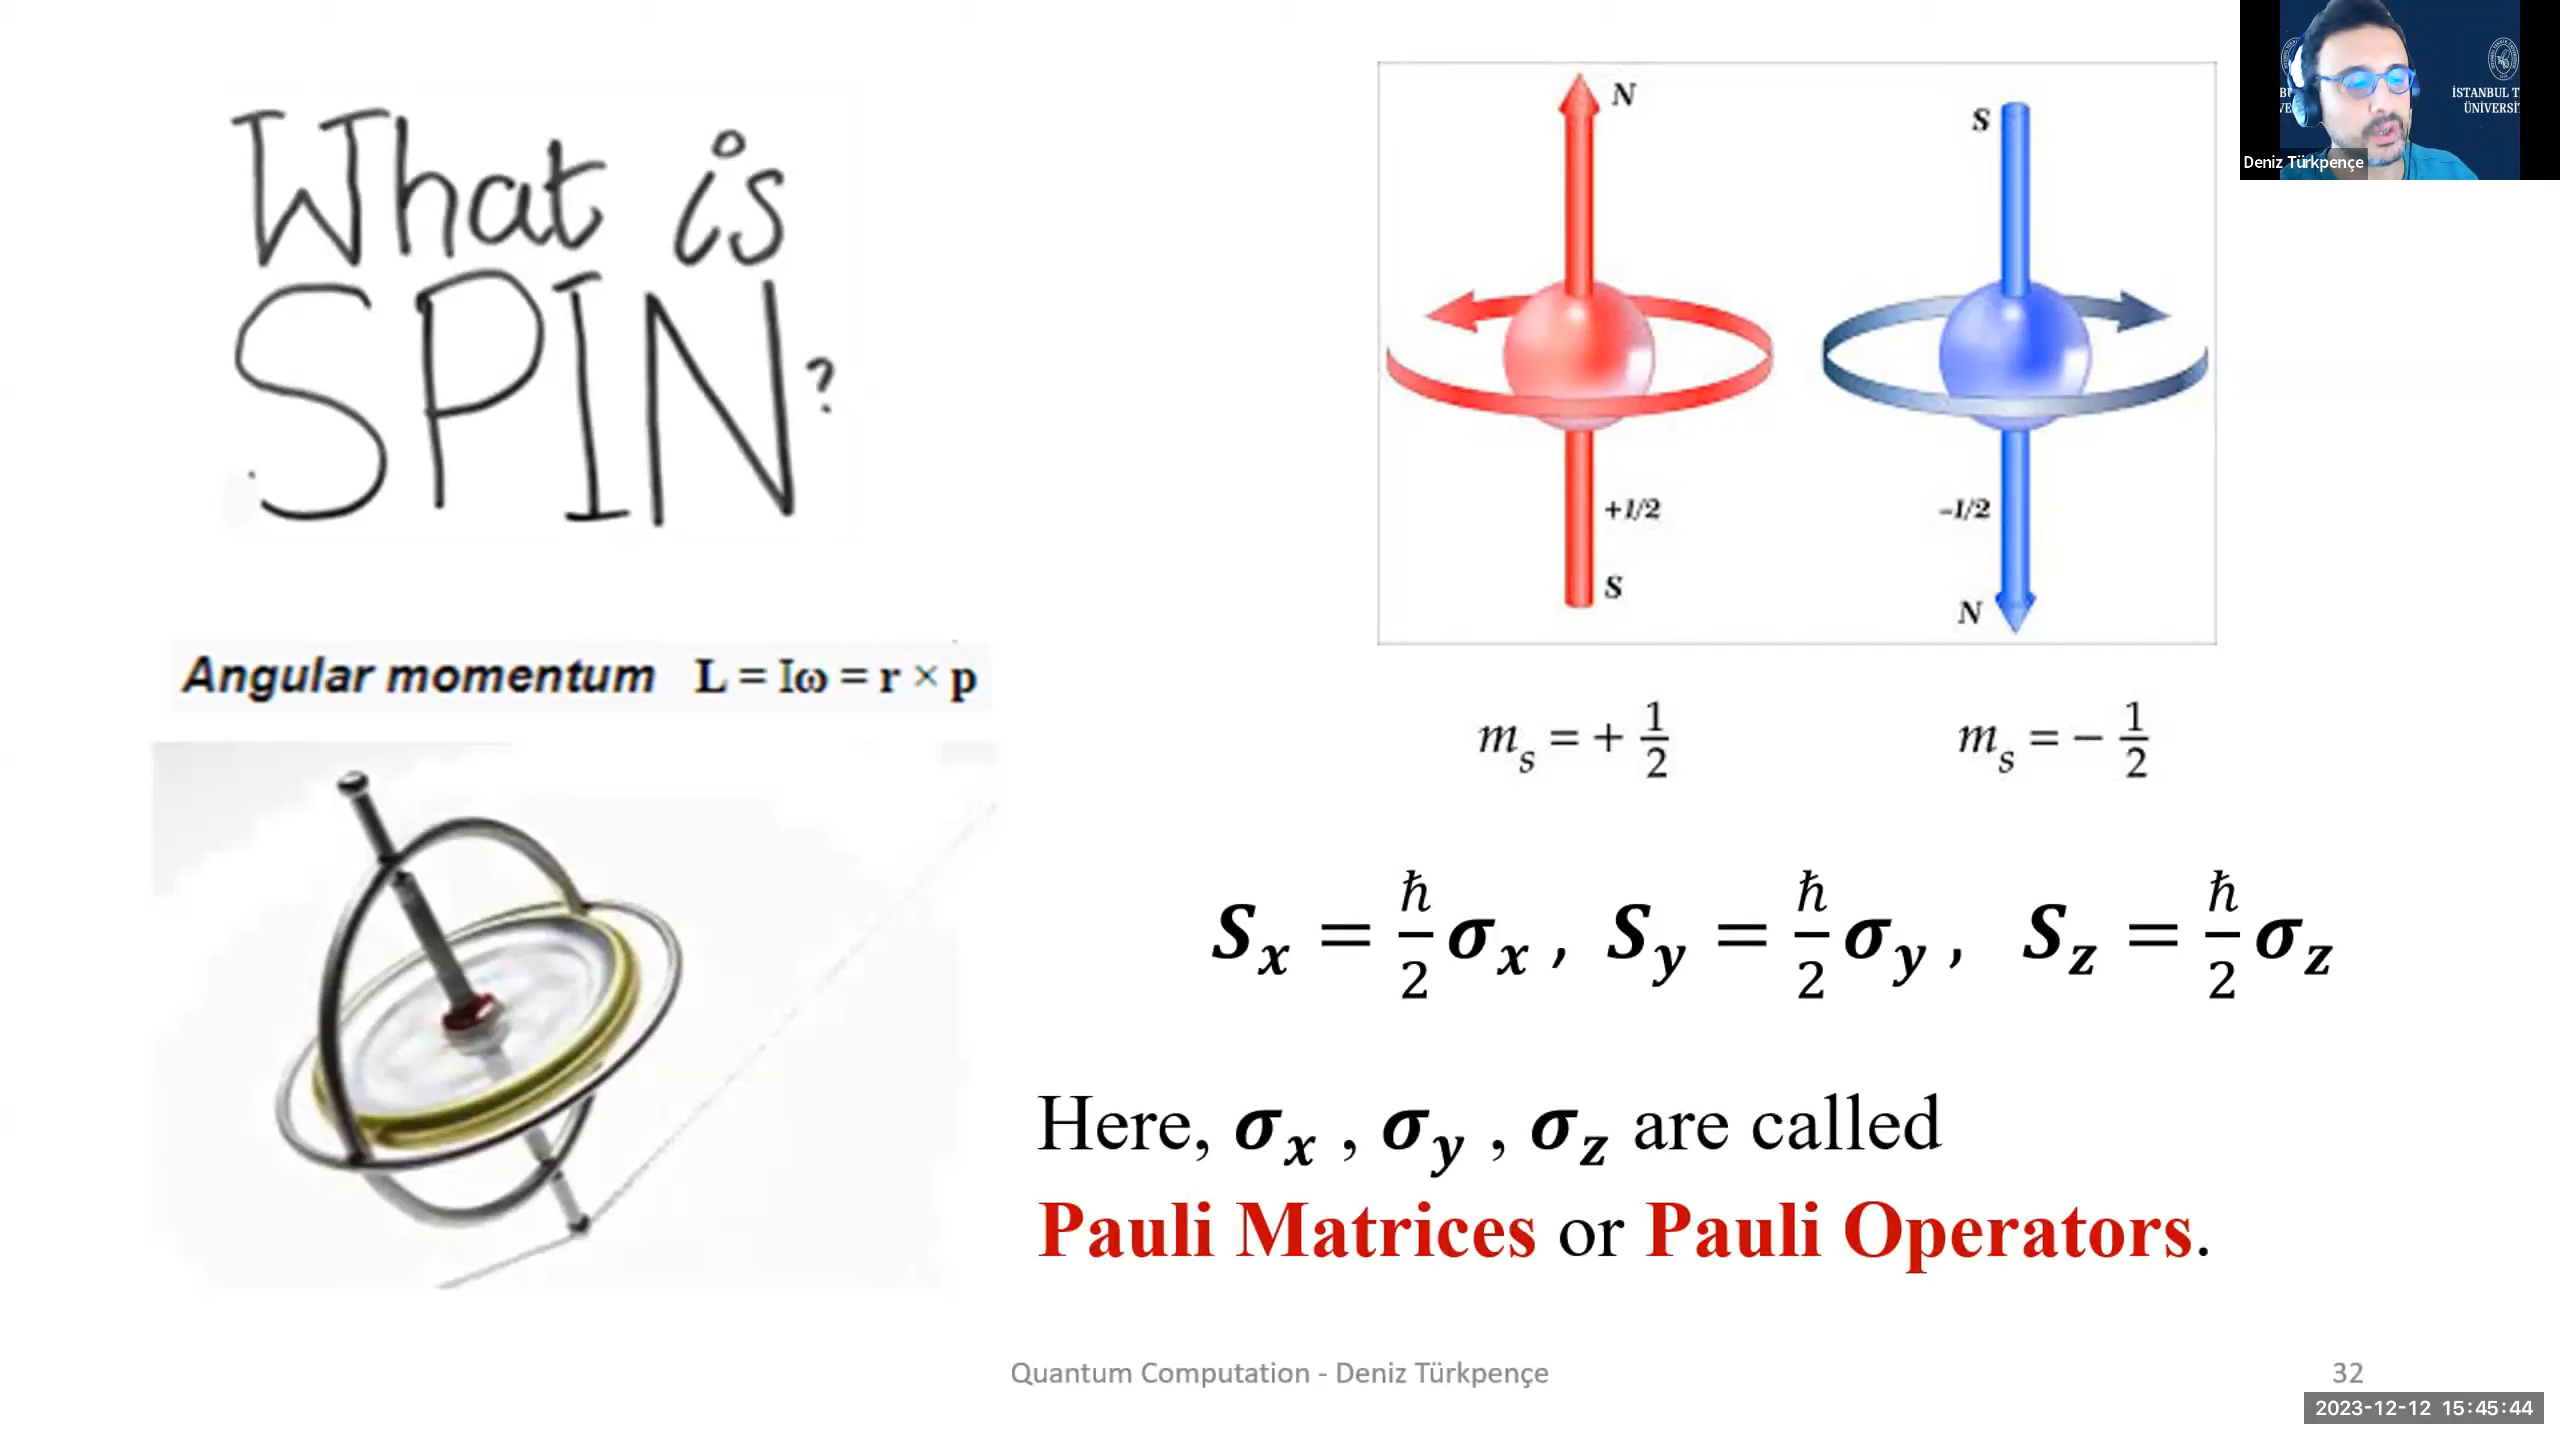 What is
SPIN?
Angular momentum L = Iω = r × p
N
S
S
N
+1/2
-1/2
m_s = + 1/2
m_s = − 1/2
S_x = ℏ/2 σ_x , S_y = ℏ/2 σ_y , S_z = ℏ/2 σ_z
Here, σ_x , σ_y , σ_z are called
Pauli Matrices or Pauli Operators.
Quantum Computation - Deniz Türkpençe
32
2023-12-12 15:45:44
Deniz Türkpençe
İSTANBUL T
ÜNİVERSİ